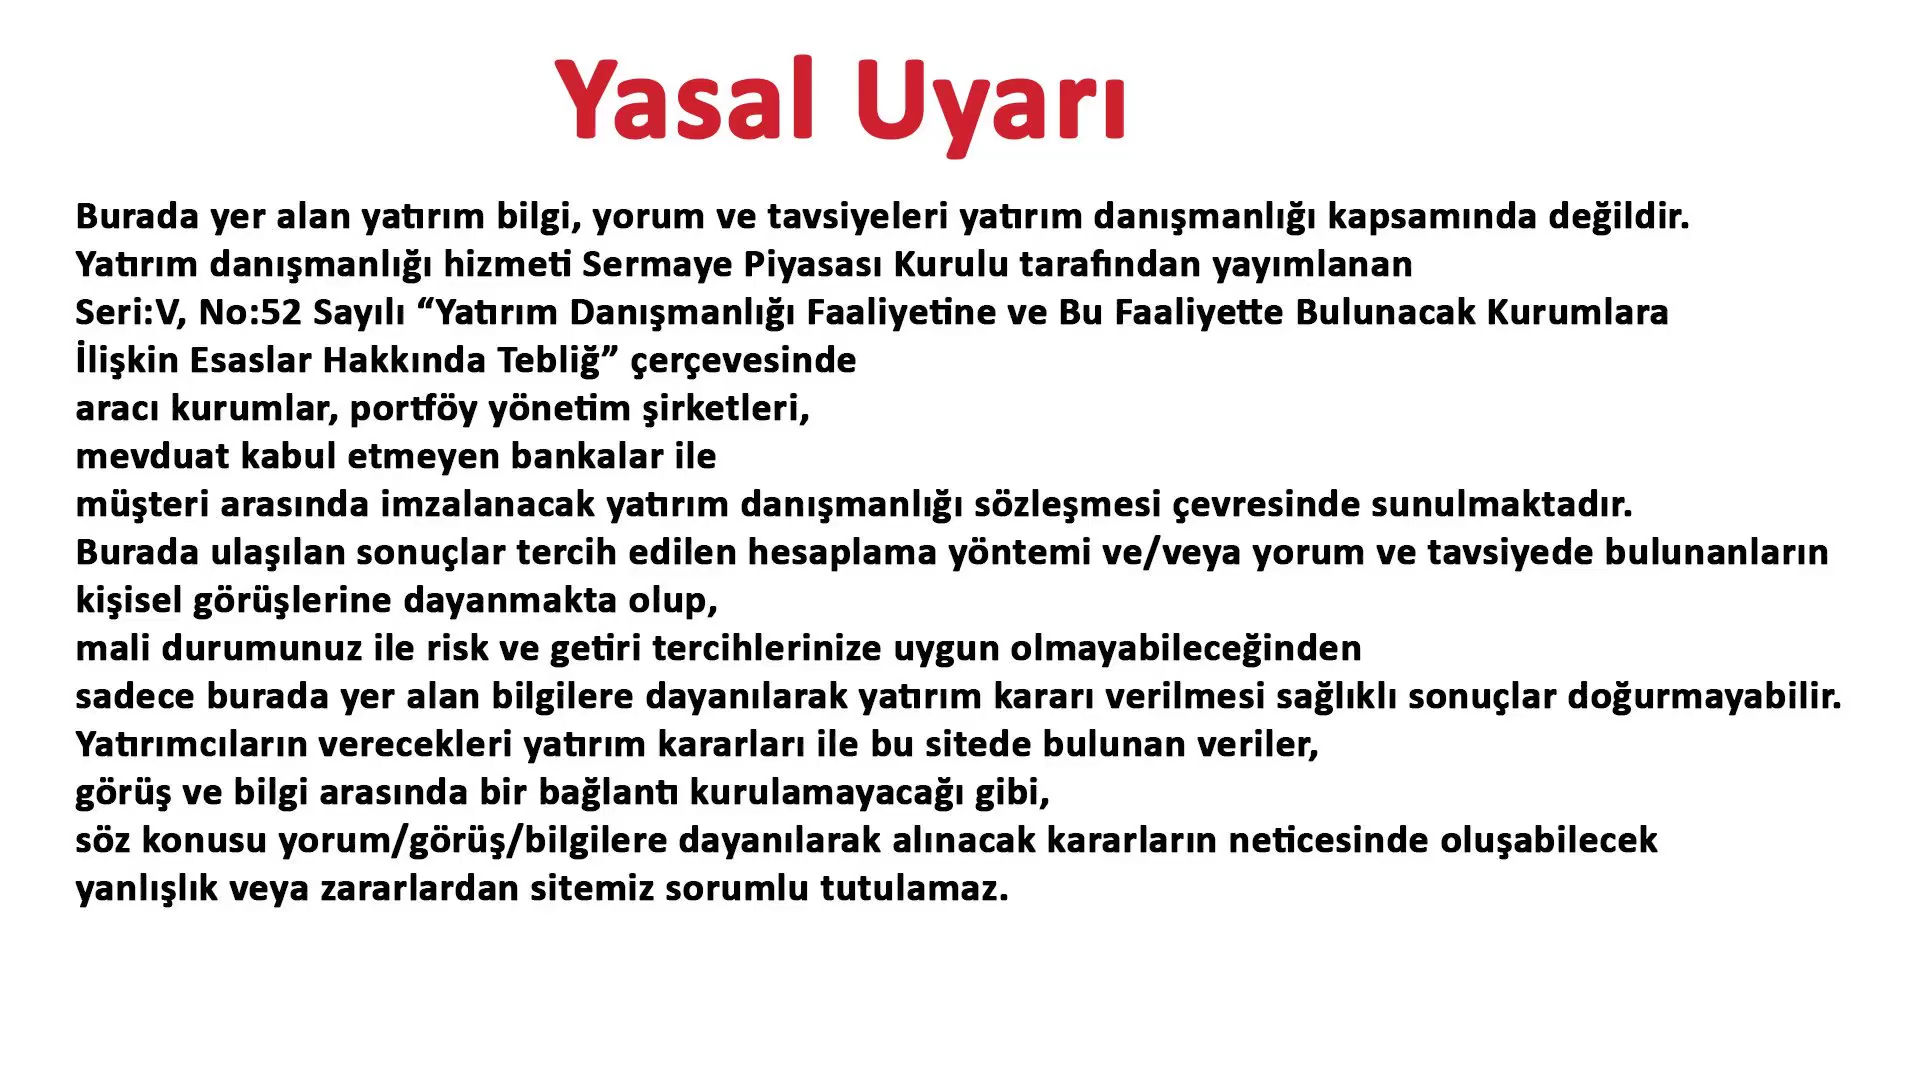 Yasal Uyarı
Burada yer alan yatırım bilgi, yorum ve tavsiyeleri yatırım danışmanlığı kapsamında değildir.
Yatırım danışmanlığı hizmeti Sermaye Piyasası Kurulu tarafından yayımlanan
Seri:V, No:52 Sayılı “Yatırım Danışmanlığı Faaliyetine ve Bu Faaliyette Bulunacak Kurumlara
İlişkin Esaslar Hakkında Tebliğ” çerçevesinde
aracı kurumlar, portföy yönetim şirketleri,
mevduat kabul etmeyen bankalar ile
müşteri arasında imzalanacak yatırım danışmanlığı sözleşmesi çevresinde sunulmaktadır.
Burada ulaşılan sonuçlar tercih edilen hesaplama yöntemi ve/veya yorum ve tavsiyede bulunanların
kişisel görüşlerine dayanmakta olup,
mali durumunuz ile risk ve getiri tercihlerinize uygun olmayabileceğinden
sadece burada yer alan bilgilere dayanılarak yatırım kararı verilmesi sağlıklı sonuçlar doğurmayabilir.
Yatırımcıların verecekleri yatırım kararları ile bu sitede bulunan veriler,
görüş ve bilgi arasında bir bağlantı kurulamayacağı gibi,
söz konusu yorum/görüş/bilgilere dayanılarak alınacak kararların neticesinde oluşabilecek
yanlışlık veya zararlardan sitemiz sorumlu tutulamaz.